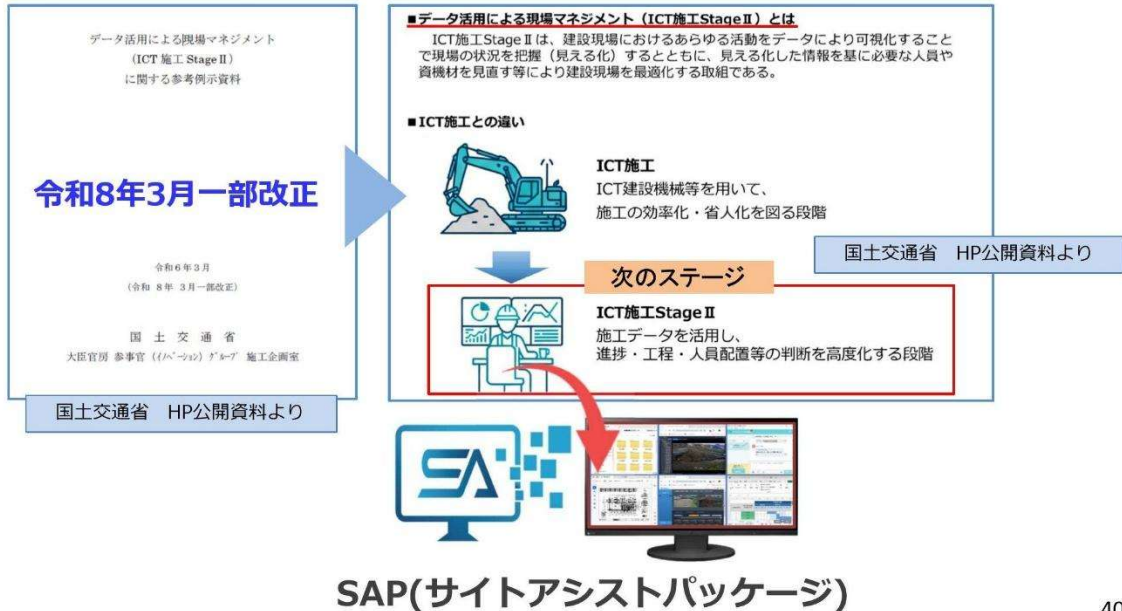 データ活用による現場マネジメント
(ICT 施工 StageⅡ)
に関する参考例示資料
令和8年3月一部改正
令和6年3月
(令和 8年 3月一部改正)
国 土 交 通 省
大臣官房 参事官 (イノベーション) グループ 施工企画室
国土交通省 HP公開資料より
■データ活用による現場マネジメント(ICT施工StageⅡ)とは
ICT施工StageⅡは、建設現場におけるあらゆる活動をデータにより可視化すること
で現場の状況を把握(見える化)するとともに、見える化した情報を基に必要な人員や
資機材を見直す等により建設現場を最適化する取組である。
■ICT施工との違い
ICT施工
ICT建設機械等を用いて、
施工の効率化・省人化を図る段階
国土交通省 HP公開資料より
次のステージ
ICT施工StageⅡ
施工データを活用し、
進捗・工程・人員配置等の判断を高度化する段階
SA
SAP(サイトアシストパッケージ)
40